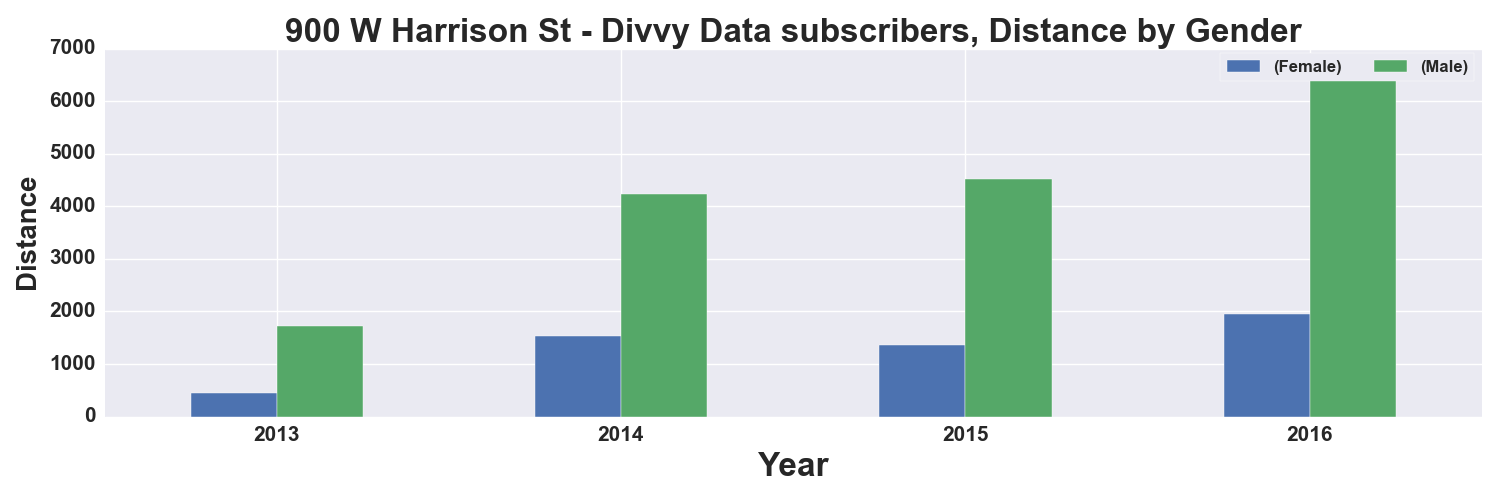 900 W Harrison St - Divvy Data subscribers, Distance by Gender
7000
6000
5000
4000
3000
2000
1000
0
Distance
(Female) (Male)
2013 2014 2015 2016
Year